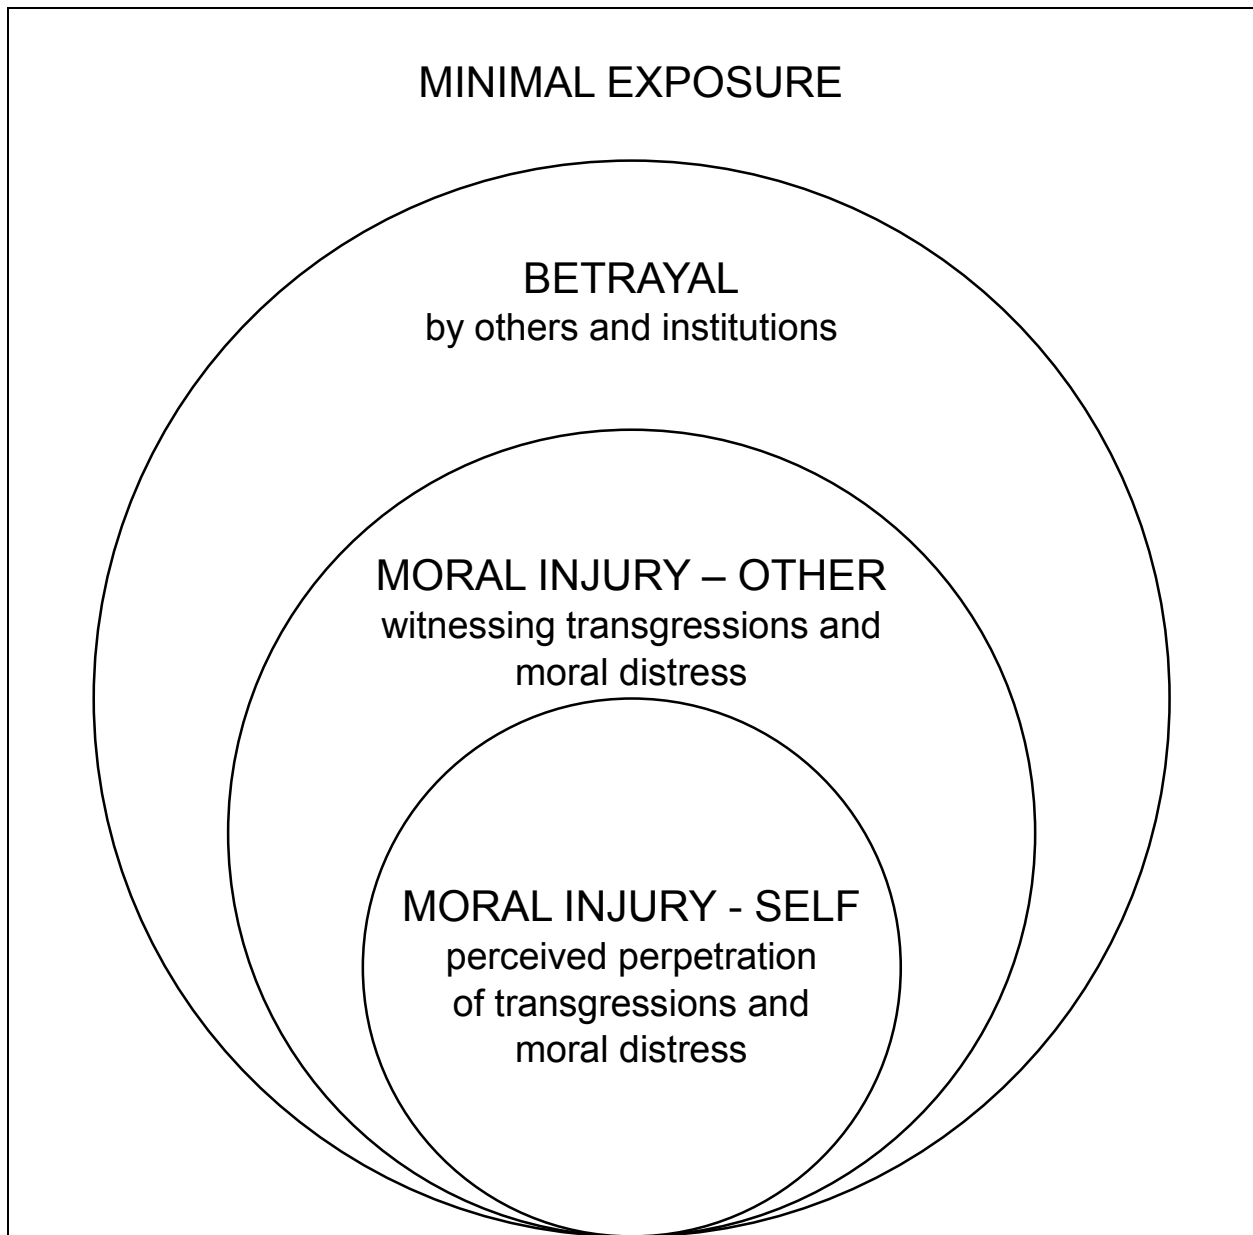 MINIMAL EXPOSURE
BETRAYAL
by others and institutions
MORAL INJURY – OTHER
witnessing transgressions and
moral distress
MORAL INJURY - SELF
perceived perpetration
of transgressions and
moral distress